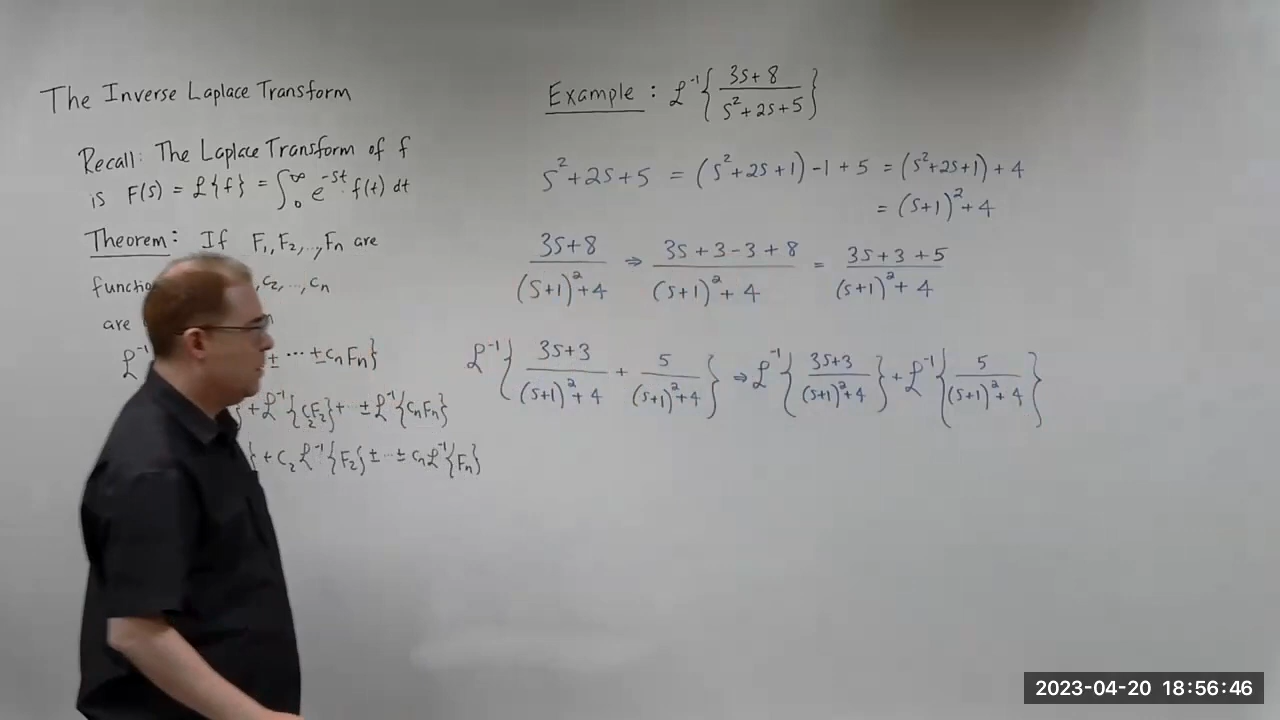 The Inverse Laplace Transform
Recall: The Laplace Transform of f
is F(s) = ℒ{f} = ∫₀^∞ e^{-st} · f(t) dt
Theorem: If F₁, F₂, ..., Fn are
c₂, ..., cn
are
ℒ⁻¹ ± ⋯ ± cnFn}
+ ℒ⁻¹{c₂F₂} + ⋯ ± ℒ⁻¹{cnFn}
} + c₂ℒ⁻¹{F₂} ± ⋯ ± cnℒ⁻¹{Fn}
Example: ℒ⁻¹{(3s+8)/(s²+2s+5)}
s²+2s+5 = (s²+2s+1)-1+5 = (s²+2s+1)+4
= (s+1)²+4
(3s+8)/((s+1)²+4) ⇒ (3s+3-3+8)/((s+1)²+4) = (3s+3+5)/((s+1)²+4)
ℒ⁻¹{(3s+3)/((s+1)²+4) + 5/((s+1)²+4)} ⇒ ℒ⁻¹{(3s+3)/((s+1)²+4)} + ℒ⁻¹{5/((s+1)²+4)}
2023-04-20 18:56:46